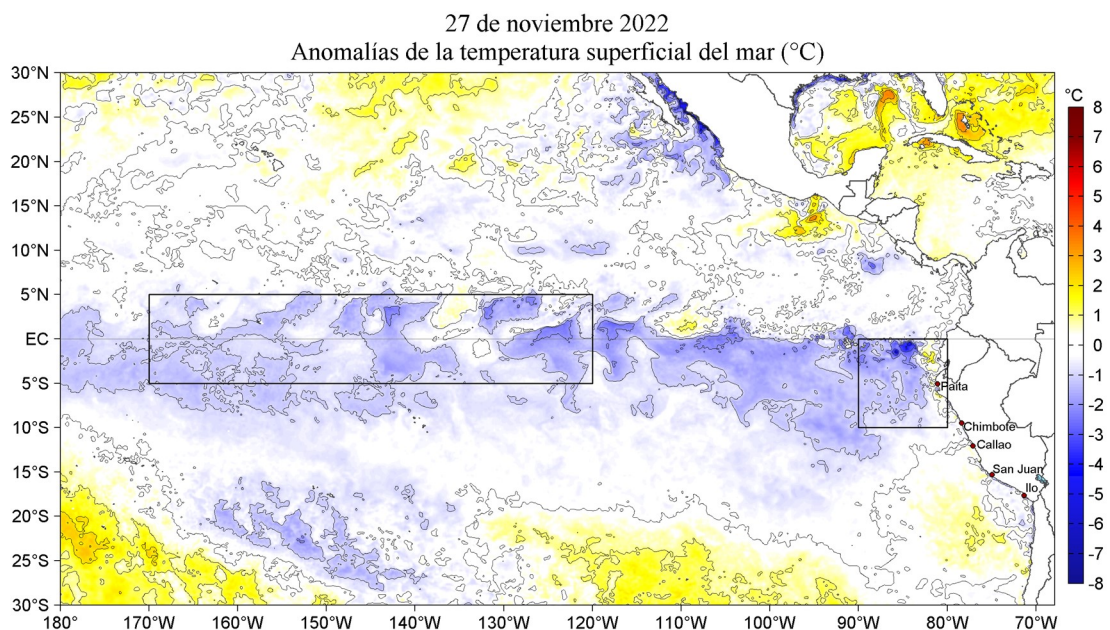 27 de noviembre 2022
Anomalías de la temperatura superficial del mar (°C)
30°N
25°N
20°N
15°N
10°N
5°N
EC
5°S
10°S
15°S
20°S
25°S
30°S
180
170°W
160°W
150°W
140°W
130°W
120°W
110°W
100°W
90°W
80°W
70°W
Paita
Chimbote
Callao
San Juan
Ilo
°C
8
7
6
5
4
3
2
1
0
-1
-2
-3
-4
-5
-6
-7
-8